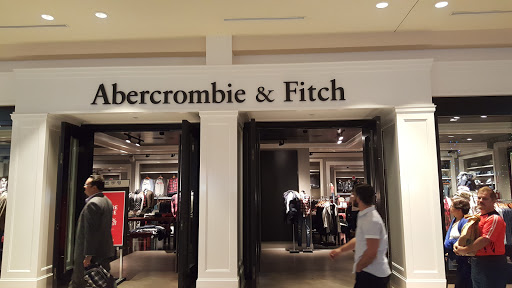 Abercrombie & Fitch